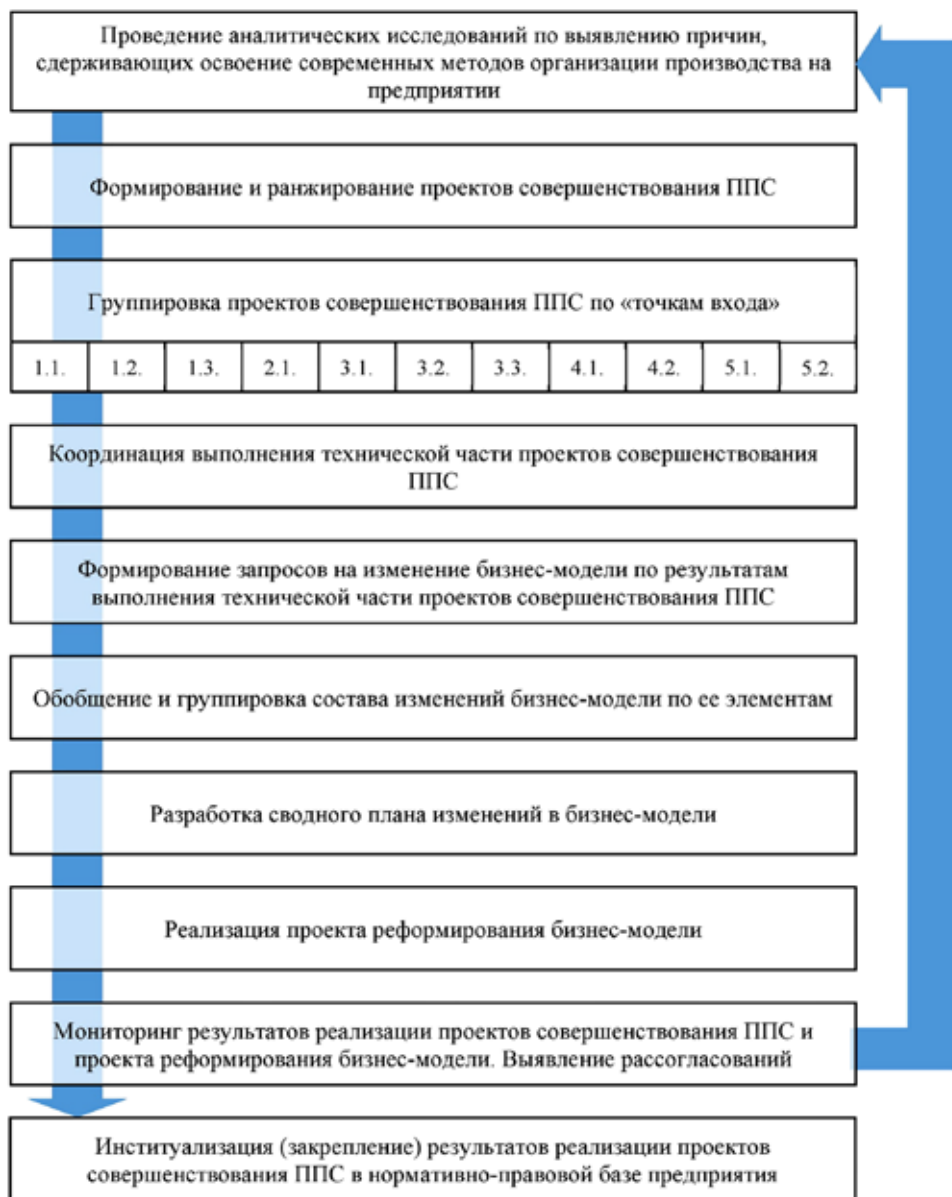 Проведение аналитических исследований по выявлению причин,
сдерживающих освоение современных методов организации производства на
предприятии
Формирование и ранжирование проектов совершенствования ППС
Группировка проектов совершенствования ППС по «точкам входа»
1.1. 1.2. 1.3. 2.1. 3.1. 3.2. 3.3. 4.1. 4.2. 5.1. 5.2.
Координация выполнения технической части проектов совершенствования
ППС
Формирование запросов на изменение бизнес-модели по результатам
выполнения технической части проектов совершенствования ППС
Обобщение и группировка состава изменений бизнес-модели по ее элементам
Разработка сводного плана изменений в бизнес-модели
Реализация проекта реформирования бизнес-модели
Мониторинг результатов реализации проектов совершенствования ППС и
проекта реформирования бизнес-модели. Выявление рассогласований
Институализация (закрепление) результатов реализации проектов
совершенствования ППС в нормативно-правовой базе предприятия